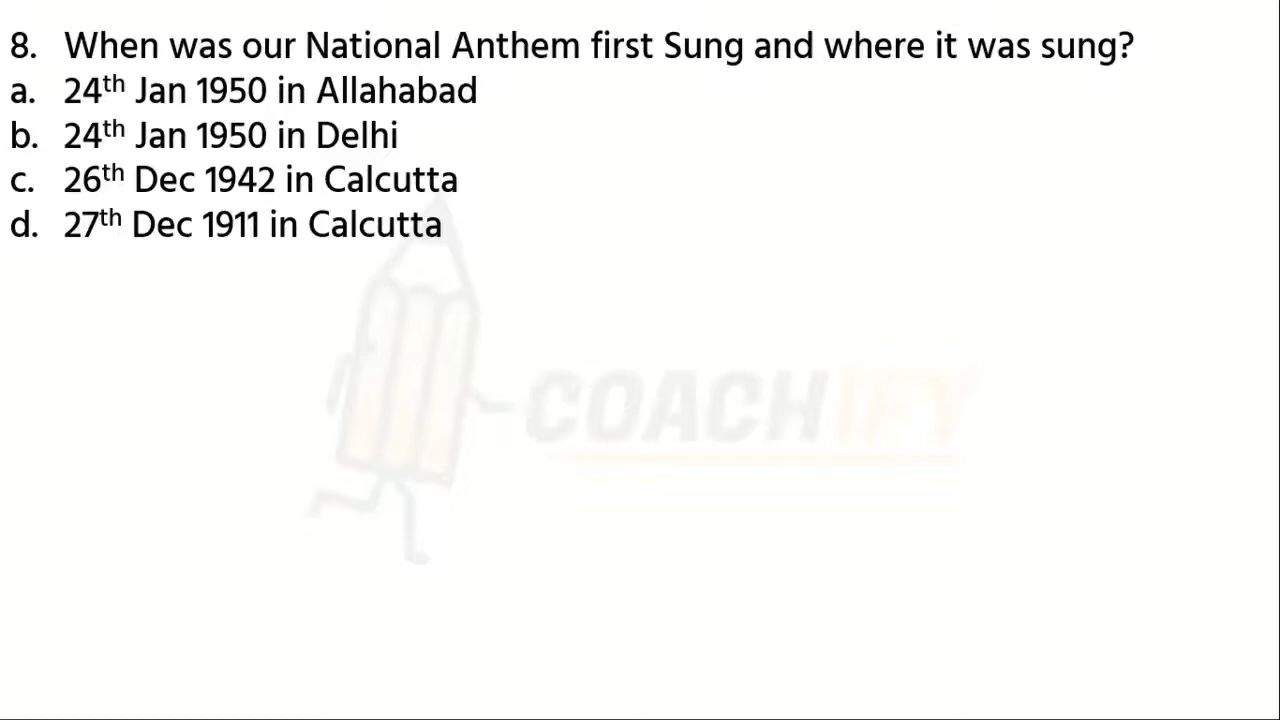 8. When was our National Anthem first Sung and where it was sung?
a. 24th Jan 1950 in Allahabad
b. 24th Jan 1950 in Delhi
c. 26th Dec 1942 in Calcutta
d. 27th Dec 1911 in Calcutta
COACHIFY